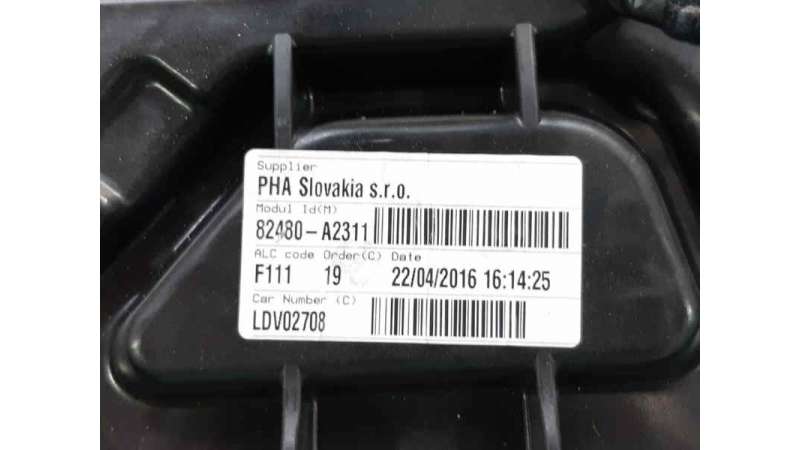 Supplier
PHA Slovakia s.r.o.
Modul Id(M)
82480-A2311
ALC code Order(C) Date
F111 19 22/04/2016 16:14:25
Car Number (C)
LDV02708